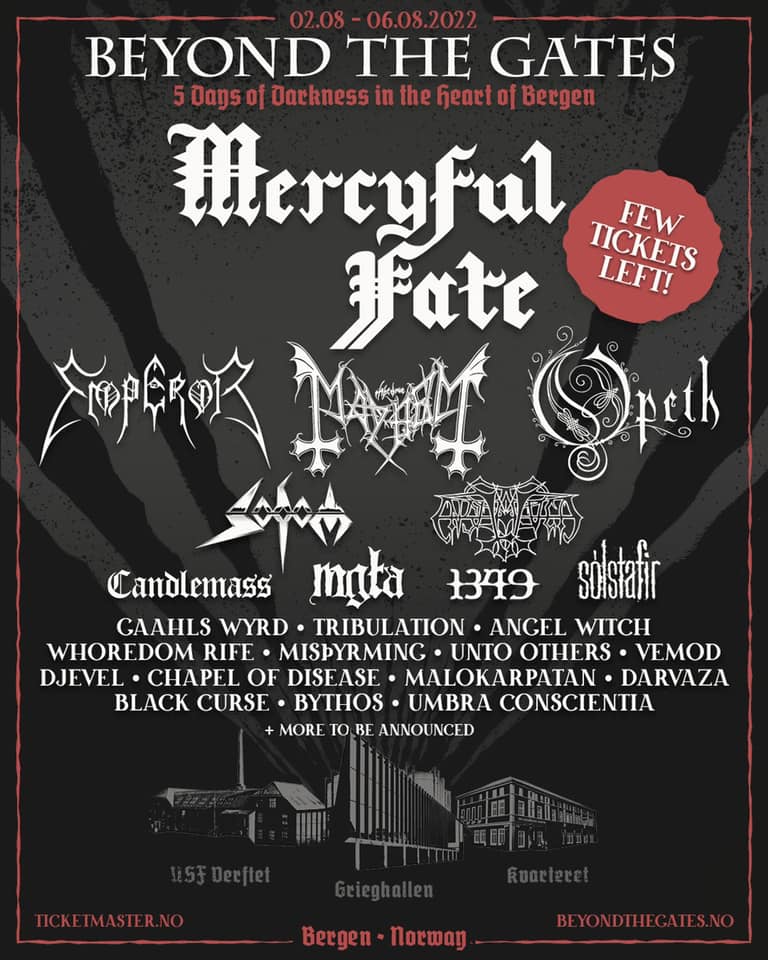 02.08 - 06.08.2022
BEYOND THE GATES
5 Days of Darkness in the Heart of Bergen
Mercyful
Fate
FEW
TICKETS
LEFT!
EMPEROR
MAYHEM
Opeth
SODOM
ENSLAVED
Candlemass
mgła
1349
sólstafir
GAAHLS WYRD • TRIBULATION • ANGEL WITCH
WHOREDOM RIFE • MISÞYRMING • UNTO OTHERS • VEMOD
DJEVEL • CHAPEL OF DISEASE • MALOKARPATAN • DARVAZA
BLACK CURSE • BYTHOS • UMBRA CONSCIENTIA
+ MORE TO BE ANNOUNCED
USF Verftet
Grieghallen
Kvarteret
TICKETMASTER.NO
Bergen - Norway
BEYONDTHEGATES.NO